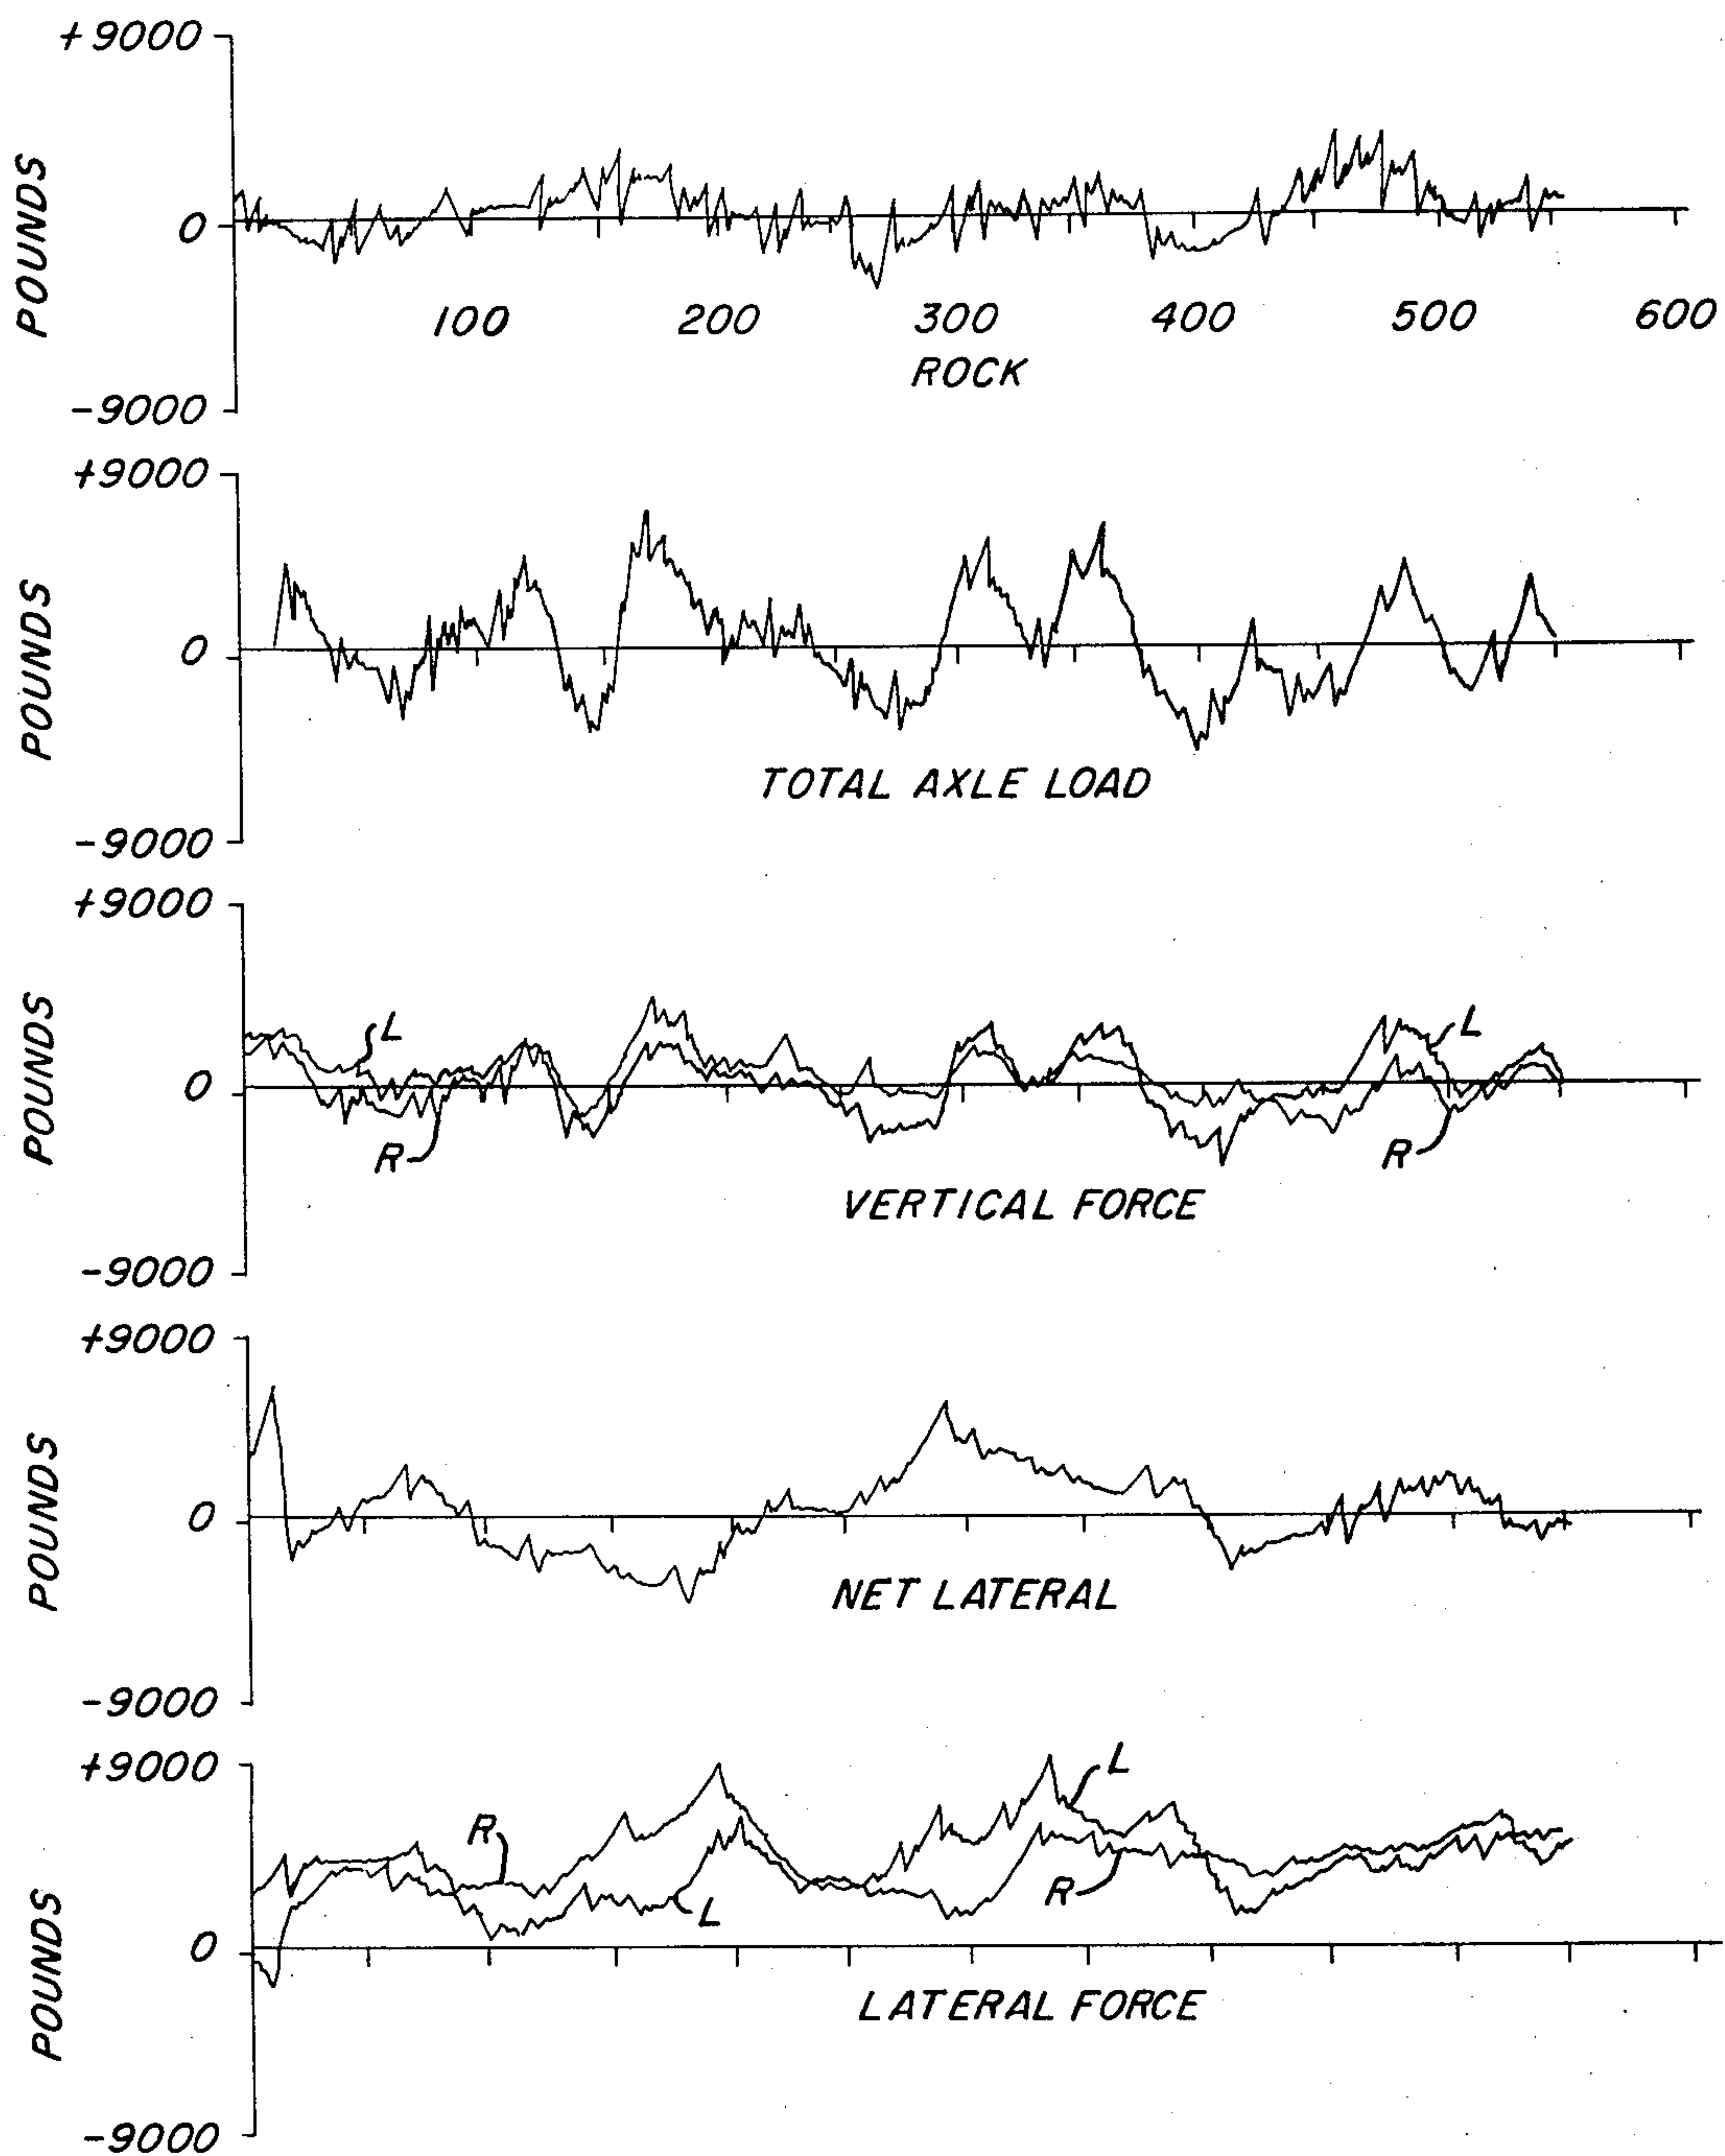 +9000
POUNDS
0
100 200 300 400 500 600
ROCK
-9000
+9000
POUNDS
0
TOTAL AXLE LOAD
-9000
+9000
POUNDS
L
L
0
R
R
VERTICAL FORCE
-9000
+9000
POUNDS
0
NET LATERAL
-9000
+9000
L
R
POUNDS
R
L
0
LATERAL FORCE
-9000